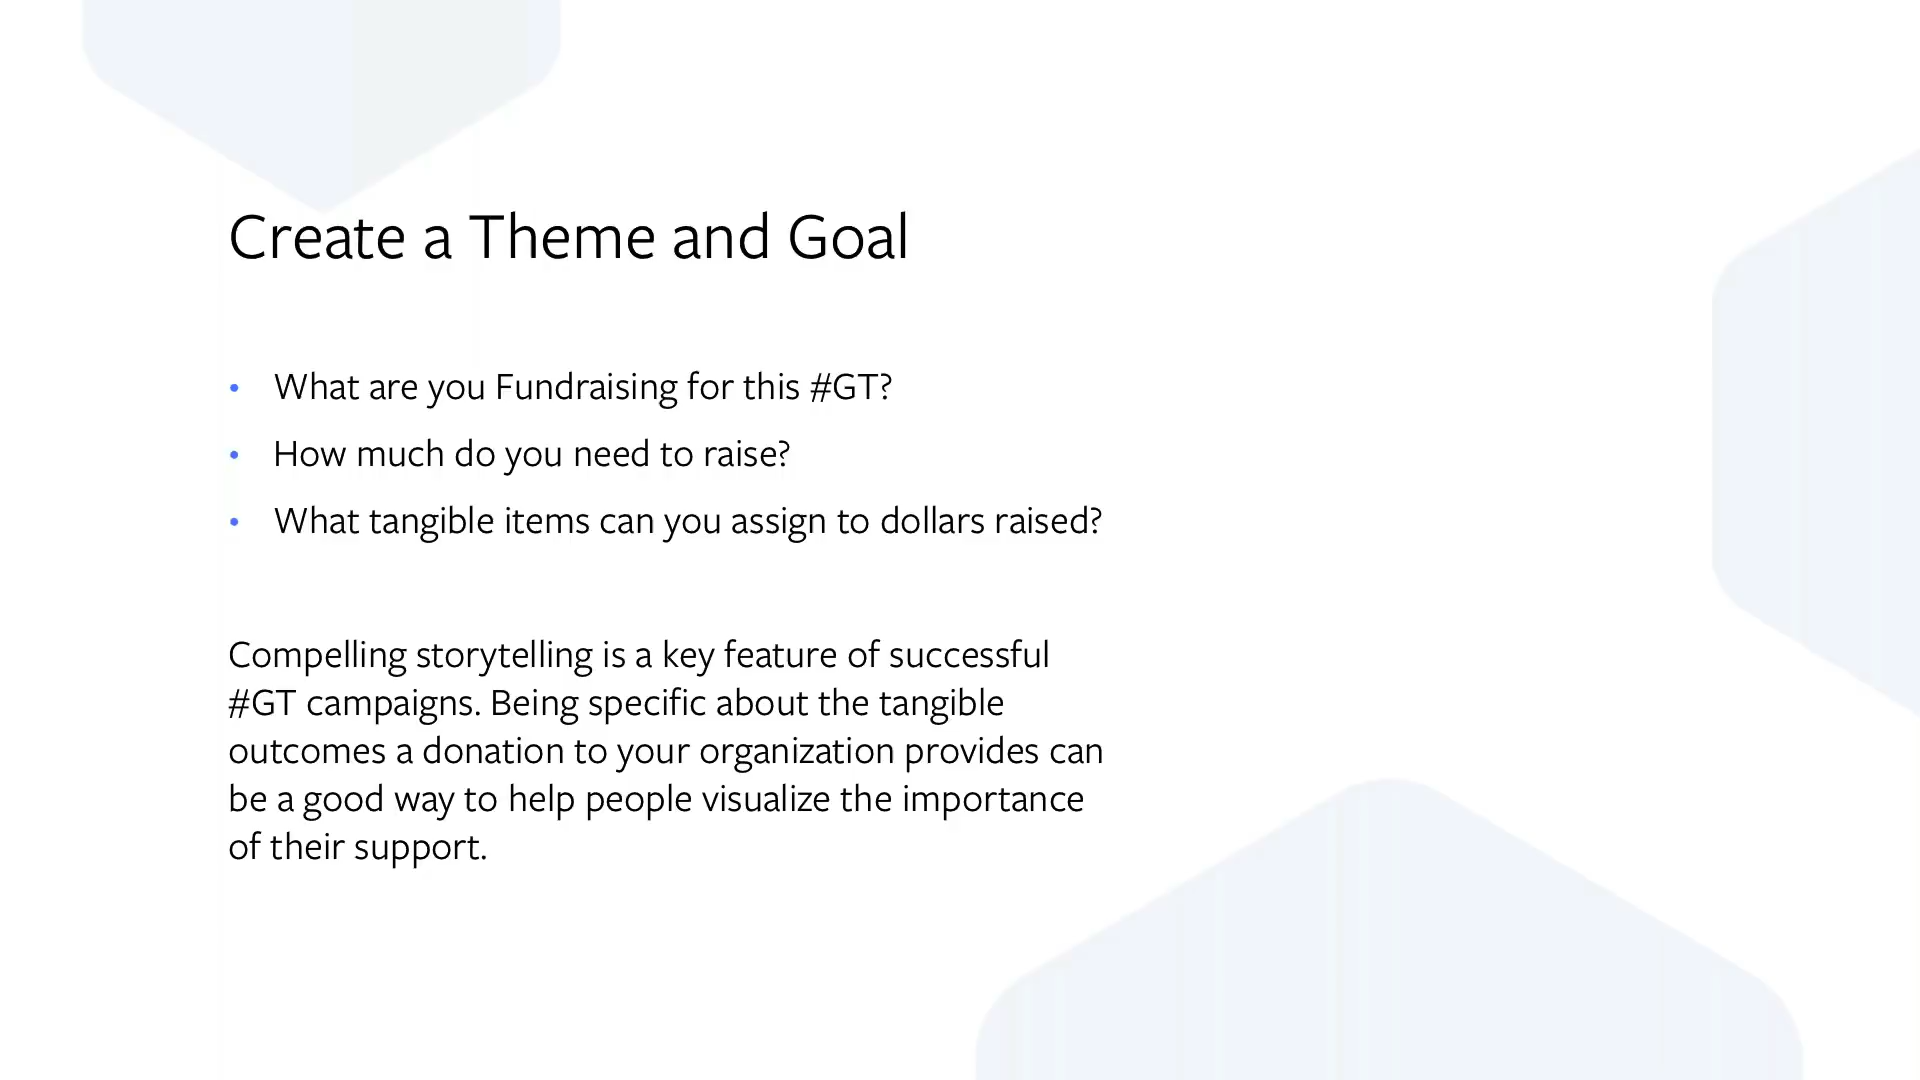 Create a Theme and Goal
• What are you Fundraising for this #GT?
• How much do you need to raise?
• What tangible items can you assign to dollars raised?
Compelling storytelling is a key feature of successful
#GT campaigns. Being specific about the tangible
outcomes a donation to your organization provides can
be a good way to help people visualize the importance
of their support.